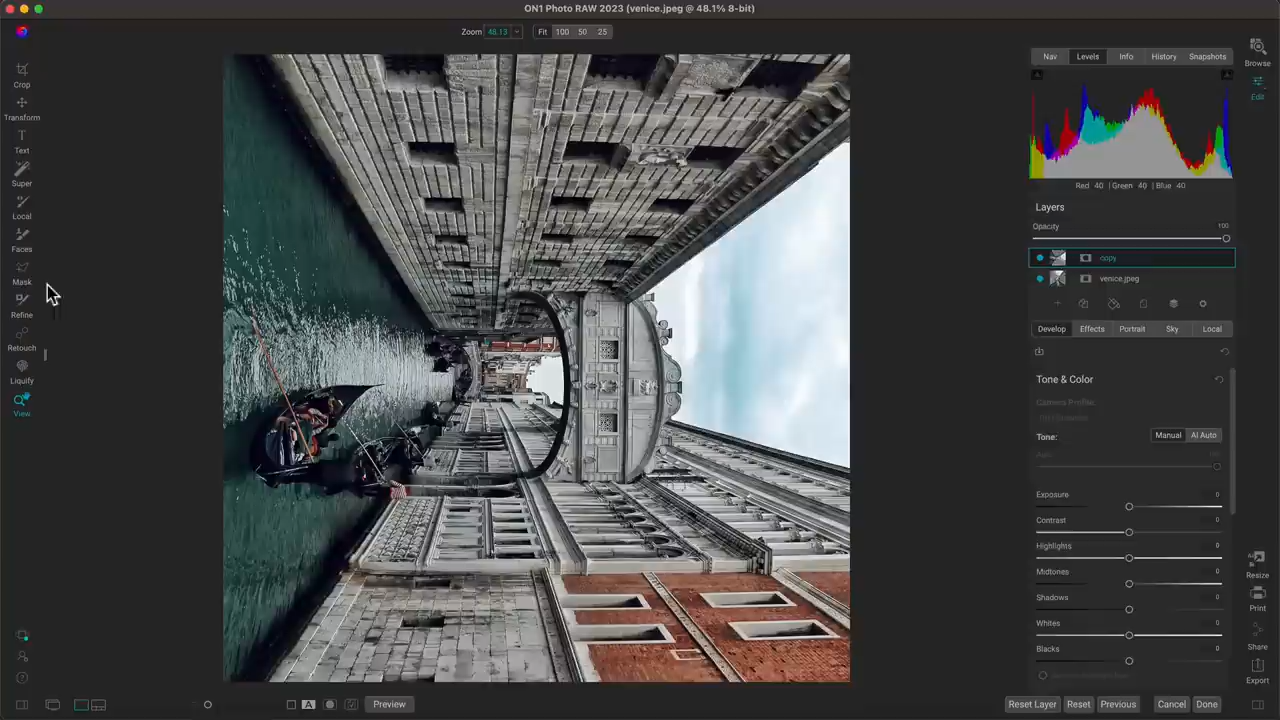 ON1 Photo RAW 2023 (venice.jpeg @ 48.1% 8-bit)
Zoom 48.13 Fit 100 50 25
Crop
Transform
Text
Super
Local
Faces
Mask
Refine
Retouch
Liquify
View
Nav Levels Info History Snapshots
Browse
Edit
Red 40 | Green 40 | Blue 40
Layers
Opacity 100
copy
venice.jpeg
Develop Effects Portrait Sky Local
Tone & Color
Camera Profile:
Tone: Manual AI Auto
Exposure 0
Contrast 0
Highlights 0
Midtones 0
Shadows 0
Whites 0
Blacks 0
Resize
Print
Share
Export
A Preview
Reset Layer Reset Previous Cancel Done